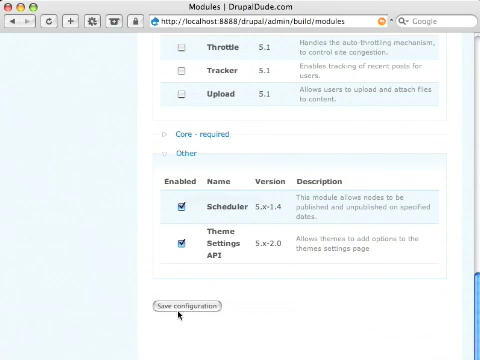 Modules | DrupalDude.com
http://localhost:8888/drupal/admin/build/modules
Google
Throttle 5.1 Handles the auto-throttling mechanism,
to control site congestion.
Tracker 5.1 Enables tracking of recent posts for
users.
Upload 5.1 Allows users to upload and attach files
to content.
Core - required
Other
Enabled Name Version Description
Scheduler 5.x-1.4 This module allows nodes to be
published and unpublished on specified
dates.
Theme
Settings
API
5.x-2.0 Allows themes to add options to the
themes settings page
Save configuration